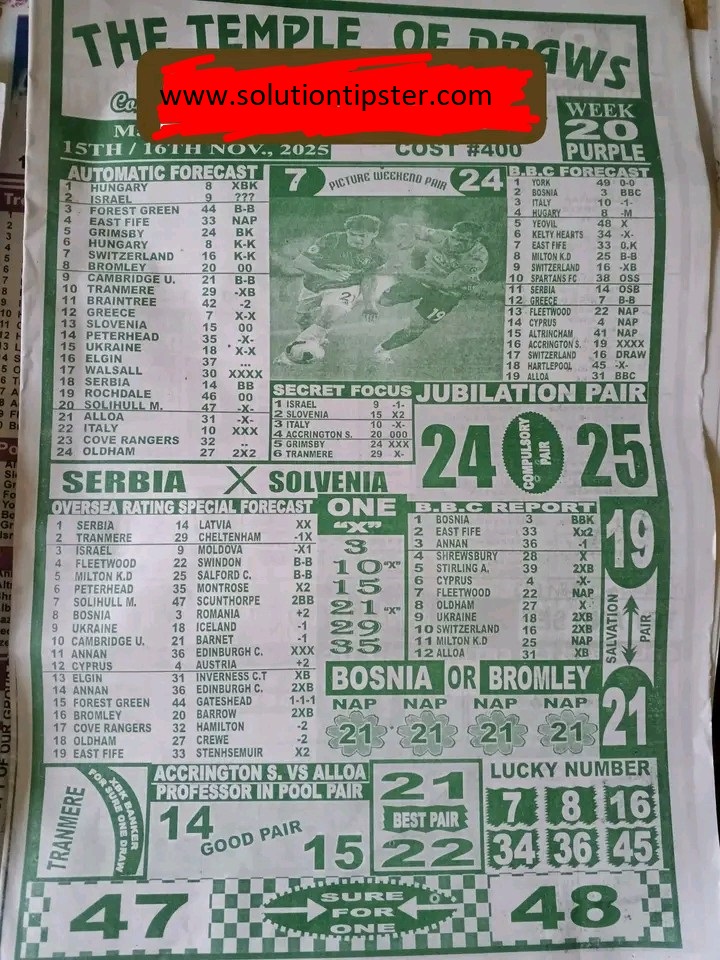 THE TEMPLE OF DRAWS
www.solutiontipster.com
15TH / 16TH NOV., 2025
COST #400
WEEK
20
PURPLE
AUTOMATIC FORECAST
1 HUNGARY 8 XBK
2 ISRAEL 9 ???
3 FOREST GREEN 44 B-B
4 EAST FIFE 33 NAP
5 GRIMSBY 24 BK
6 HUNGARY 8 K-K
7 SWITZERLAND 16 K-K
8 BROMLEY 20 00
9 CAMBRIDGE U. 21 B-B
10 TRANMERE 29 -XB
11 BRAINTREE 42 -2
12 GREECE 7 X-X
13 SLOVENIA 15 00
14 PETERHEAD 35 -X-
15 UKRAINE 18 X-X
16 ELGIN 37 ...
17 WALSALL 30 XXXX
18 SERBIA 14 BB
19 ROCHDALE 46 00
20 SOLIHULL M. 47 -X-
21 ALLOA 31 -X-
22 ITALY 10 XXX
23 COVE RANGERS 32 ..
24 OLDHAM 27 2X2
7 PICTURE WEEKEND PAIR 24
2
19
B.B.C FORECAST
1 YORK 49 0-0
2 BOSNIA 3 BBC
3 ITALY 10 -1-
4 HUGARY 8 -M
5 YEOVIL 48 X
6 KELTY HEARTS 34 -X-
7 EAST FIFE 33 0.K
8 MILTON K.D 25 B-B
9 SWITZERLAND 16 -XB
10 SPARTANS FC 38 OSS
11 SERBIA 14 OSB
12 GREECE 7 B-B
13 FLEETWOOD 22 NAP
14 CYPRUS 4 NAP
15 ALTRINCHAM 41 NAP
16 ACCRINGTON S. 19 XXXX
17 SWITZERLAND 16 DRAW
18 HARTLEPOOL 45 -X-
19 ALLOA 31 BBC
SECRET FOCUS
1 ISRAEL 9 -1-
2 SLOVENIA 15 X2
3 ITALY 10 -X-
4 ACCRINGTON S. 20 000
5 GRIMSBY 24 XXX
6 TRANMERE 29 X-
JUBILATION PAIR
24 COMPULSORY PAIR 25
SERBIA X SOLVENIA
OVERSEA RATING SPECIAL FORECAST
1 SERBIA 14 LATVIA XX
2 TRANMERE 29 CHELTENHAM -1X
3 ISRAEL 9 MOLDOVA -X1
4 FLEETWOOD 22 SWINDON B-B
5 MILTON K.D 25 SALFORD C. B-B
6 PETERHEAD 35 MONTROSE X2
7 SOLIHULL M. 47 SCUNTHORPE 2BB
8 BOSNIA 3 ROMANIA +2
9 UKRAINE 18 ICELAND -1
10 CAMBRIDGE U. 21 BARNET -1
11 ANNAN 36 EDINBURGH C. XXX
12 CYPRUS 4 AUSTRIA +2
13 ELGIN 31 INVERNESS C.T XB
14 ANNAN 36 EDINBURGH C. 2XB
15 FOREST GREEN 44 GATESHEAD 1-1-1
16 BROMLEY 20 BARROW 2XB
17 COVE RANGERS 32 HAMILTON -2
18 OLDHAM 27 CREWE -2
19 EAST FIFE 33 STENHSEMUIR X2
ONE
"X"
3
10 "X"
15
21 "X"
29
35
B.B.C REPORT
1 BOSNIA 3 BBK
2 EAST FIFE 33 Xx2
3 ANNAN 36 -1
4 SHREWSBURY 28 X
5 STIRLING A. 39 2XB
6 CYPRUS 4 -X-
7 FLEETWOOD 22 NAP
8 OLDHAM 27 X
9 UKRAINE 18 2XB
10 SWITZERLAND 16 2XB
11 MILTON K.D 25 NAP
12 ALLOA 31 XB
19
SALVATION PAIR
21
BOSNIA OR BROMLEY
NAP NAP NAP NAP
21 21 21 21
TRANMERE
XBK BANKER
FOR SURE ONE DRAW
ACCRINGTON S. VS ALLOA
PROFESSOR IN POOL PAIR
14 GOOD PAIR 15
21
BEST PAIR
22
LUCKY NUMBER
7 8 16
34 36 45
47 SURE FOR ONE 48